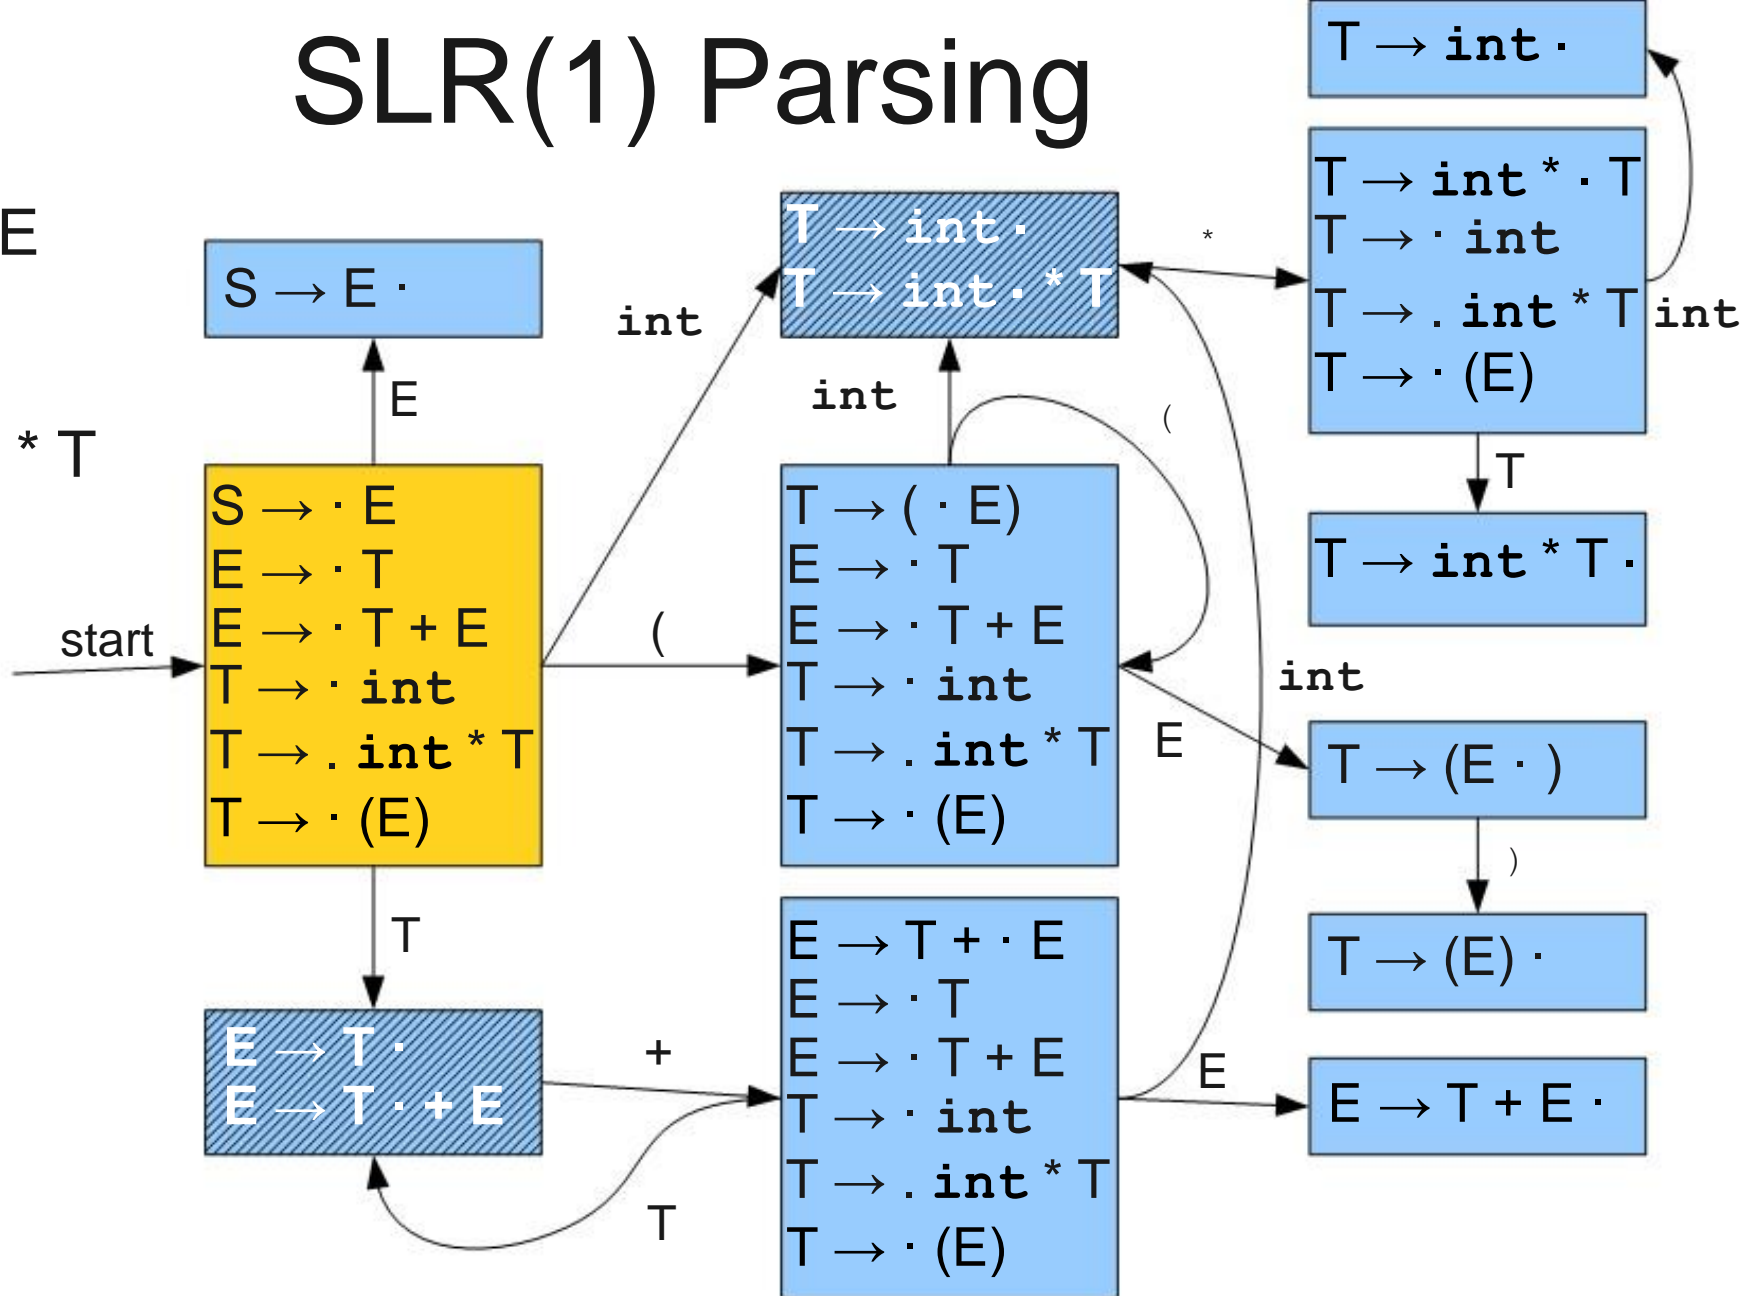 SLR(1) Parsing
E
* T
S → E ·
E
start
S → · E
E → · T
E → · T + E
T → · int
T → . int * T
T → · (E)
T
E → T ·
E → T · + E
+
T
int
(
T → int ·
T → int · * T
int
(
T → ( · E)
E → · T
E → · T + E
T → · int
T → . int * T
T → · (E)
E → T + · E
E → · T
E → · T + E
T → · int
T → . int * T
T → · (E)
*
int
E
E
T → int ·
T → int * · T
T → · int
T → . int * T
T → · (E)
int
T
T → int * T ·
T → (E · )
)
T → (E) ·
E → T + E ·